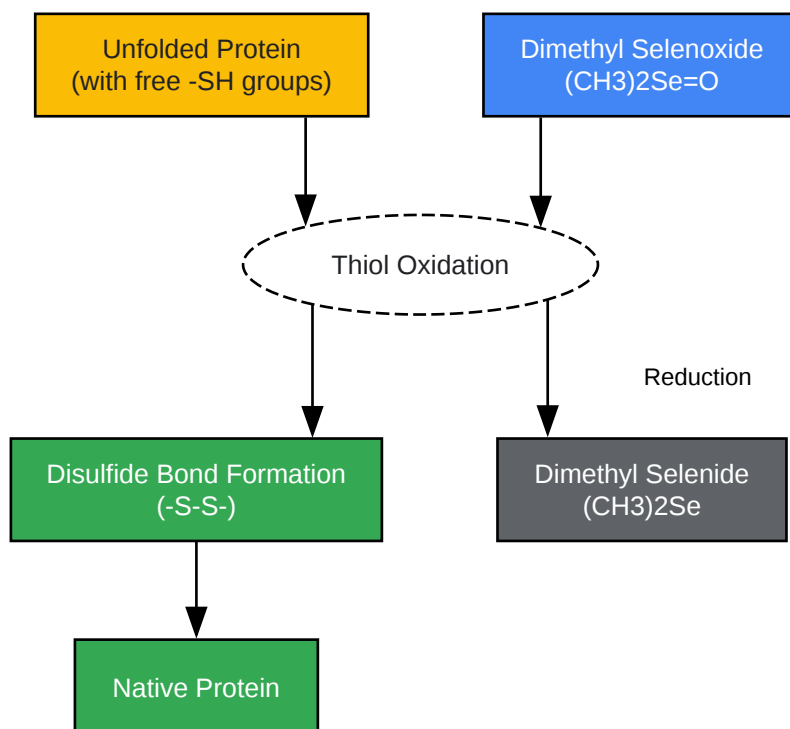 Unfolded Protein
(with free -SH groups)
Dimethyl Selenoxide
(CH3)2Se=O
Thiol Oxidation
Reduction
Disulfide Bond Formation
(-S-S-)
Dimethyl Selenide
(CH3)2Se
Native Protein